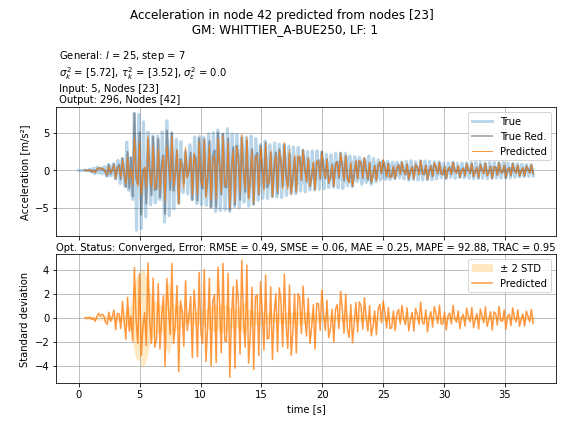 Acceleration in node 42 predicted from nodes [23]
GM: WHITTIER_A-BUE250, LF: 1
General: l = 25, step = 7
σ²ₖ = [5.72], τ²ₖ = [3.52], σ²ε = 0.0
Input: 5, Nodes [23]
Output: 296, Nodes [42]
Acceleration [m/s²]
5
0
−5
True
True Red.
Predicted
Opt. Status: Converged, Error: RMSE = 0.49, SMSE = 0.06, MAE = 0.25, MAPE = 92.88, TRAC = 0.95
Standard deviation
4
2
0
−2
−4
± 2 STD
Predicted
0 5 10 15 20 25 30 35
time [s]